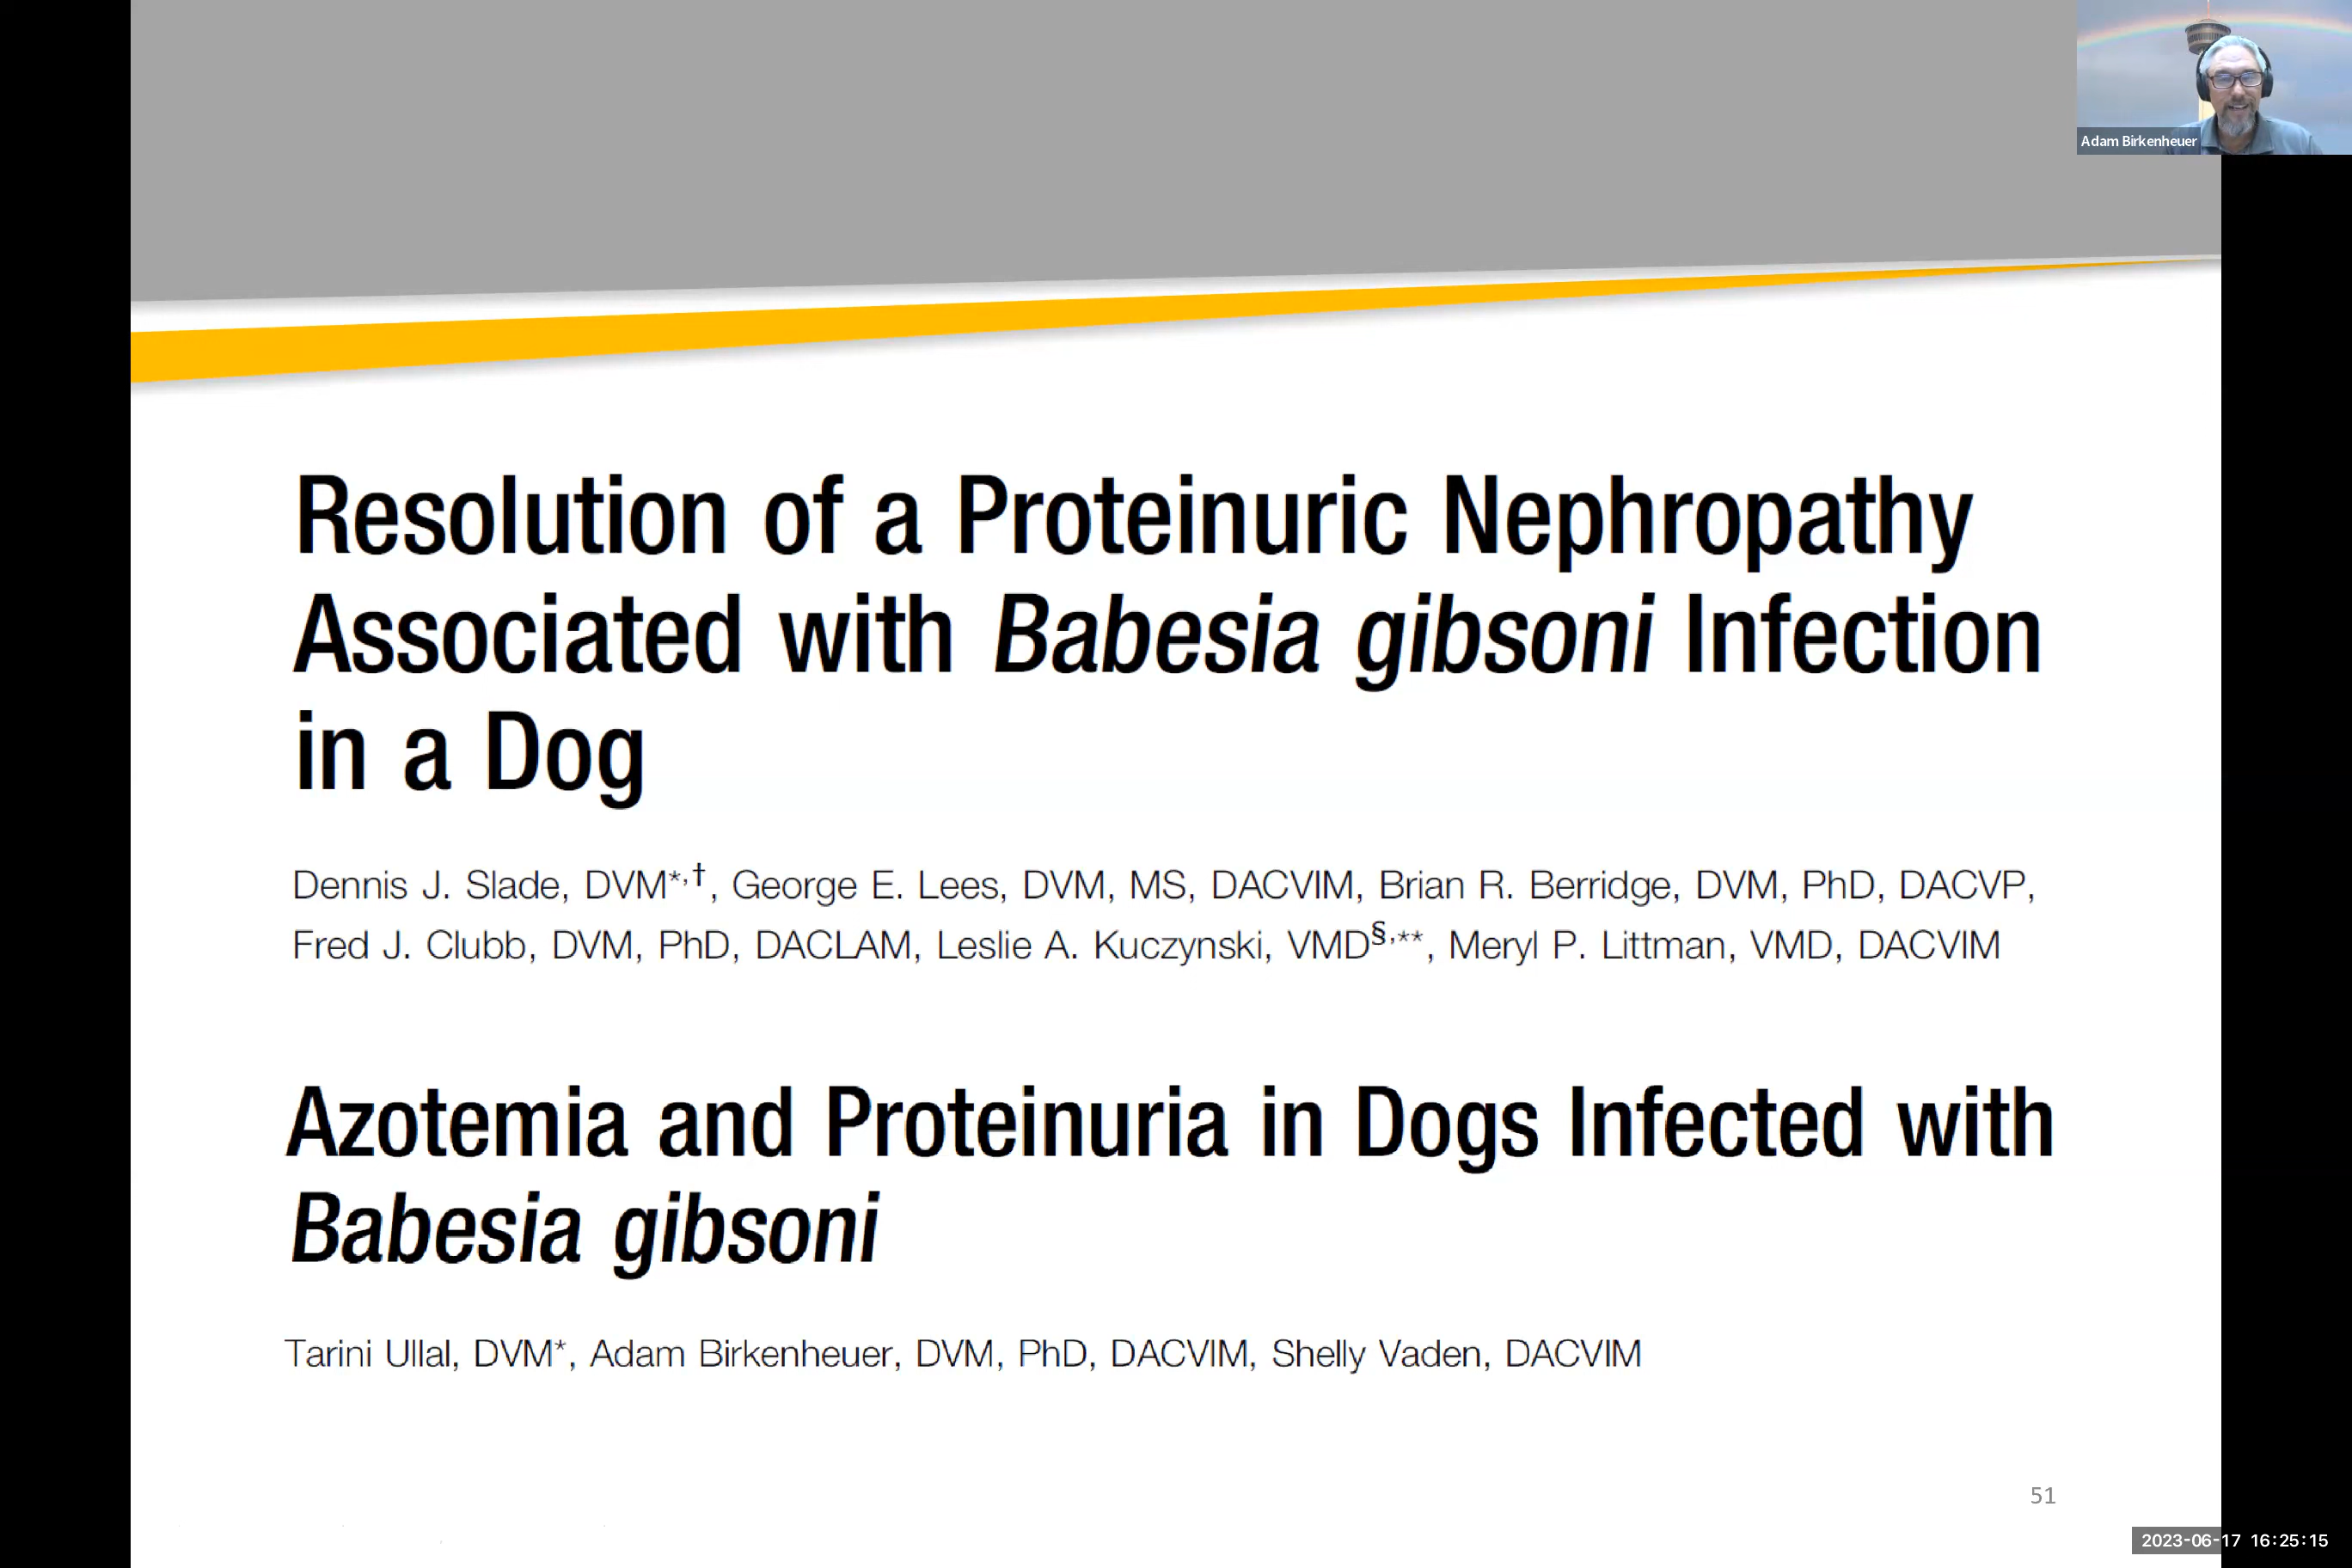 Adam Birkenheuer
Resolution of a Proteinuric Nephropathy
Associated with Babesia gibsoni Infection
in a Dog
Dennis J. Slade, DVM*,†, George E. Lees, DVM, MS, DACVIM, Brian R. Berridge, DVM, PhD, DACVP,
Fred J. Clubb, DVM, PhD, DACLAM, Leslie A. Kuczynski, VMD§,**, Meryl P. Littman, VMD, DACVIM
Azotemia and Proteinuria in Dogs Infected with
Babesia gibsoni
Tarini Ullal, DVM*, Adam Birkenheuer, DVM, PhD, DACVIM, Shelly Vaden, DACVIM
51
2023-06-17 16:25:15